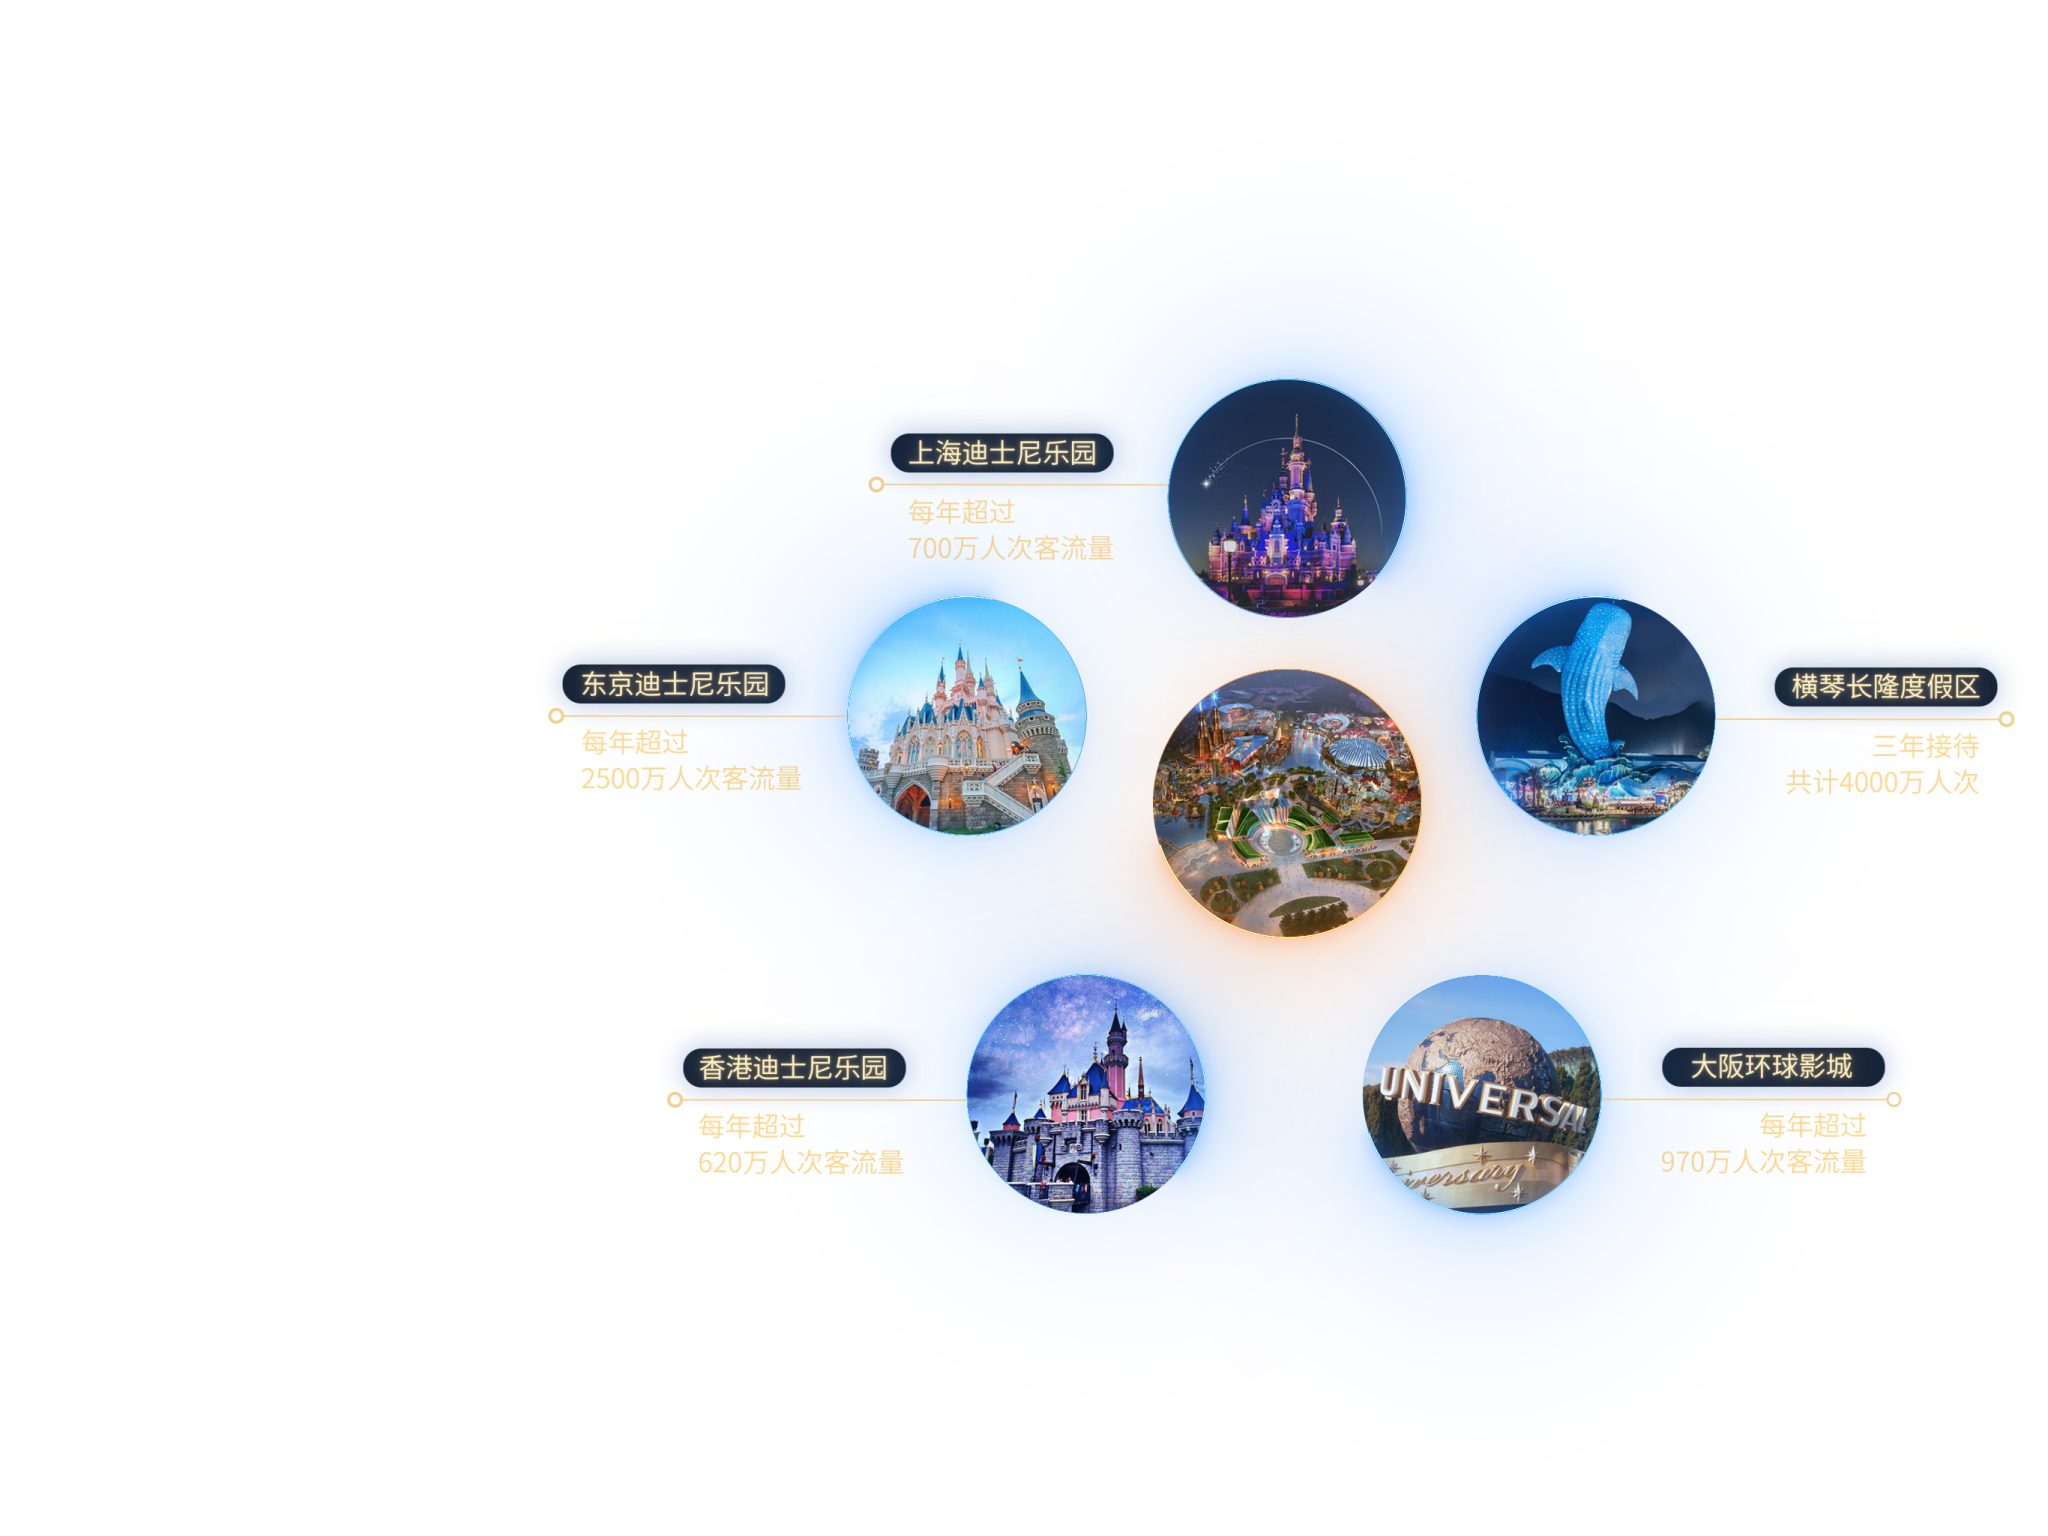 上海迪士尼乐园
每年超过
700万人次客流量
东京迪士尼乐园
每年超过
2500万人次客流量
横琴长隆度假区
三年接待
共计4000万人次
香港迪士尼乐园
每年超过
620万人次客流量
UNIVERSAL
iversary
大阪环球影城
每年超过
970万人次客流量